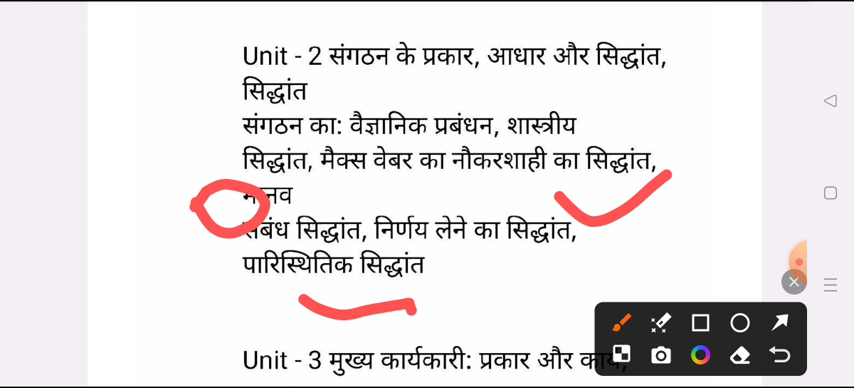 Unit - 2 संगठन के प्रकार, आधार और सिद्धांत,
सिद्धांत
संगठन का: वैज्ञानिक प्रबंधन, शास्त्रीय
सिद्धांत, मैक्स वेबर का नौकरशाही का सिद्धांत,
मानव
संबंध सिद्धांत, निर्णय लेने का सिद्धांत,
पारिस्थितिक सिद्धांत
Unit - 3 मुख्य कार्यकारी: प्रकार और कार्य,